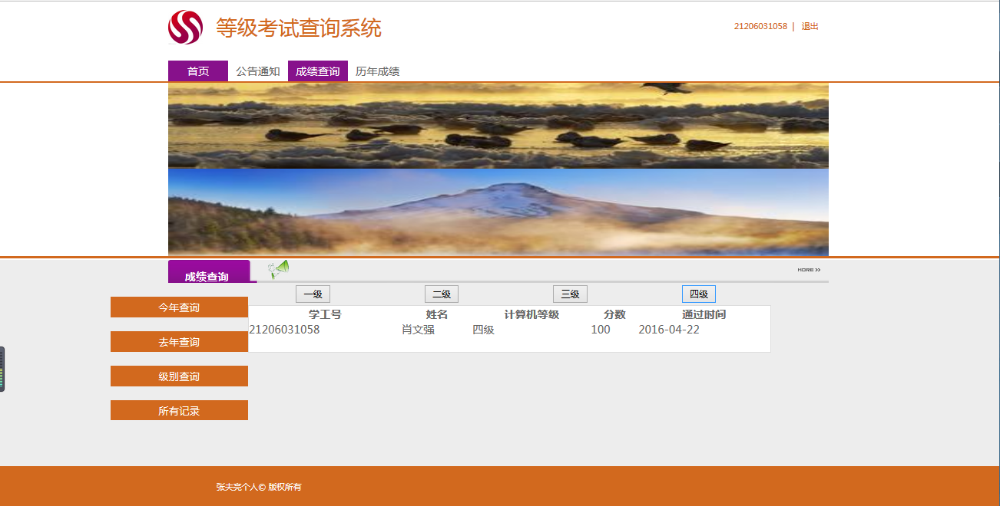 等级考试查询系统
21206031058 | 退出
首页 公告通知 成绩查询 历年成绩
成绩查询
MORE >>
一级 二级 三级 四级
今年查询
学工号 姓名 计算机等级 分数 通过时间
21206031058 肖文强 四级 100 2016-04-22
去年查询
级别查询
所有记录
张夫亮个人© 版权所有